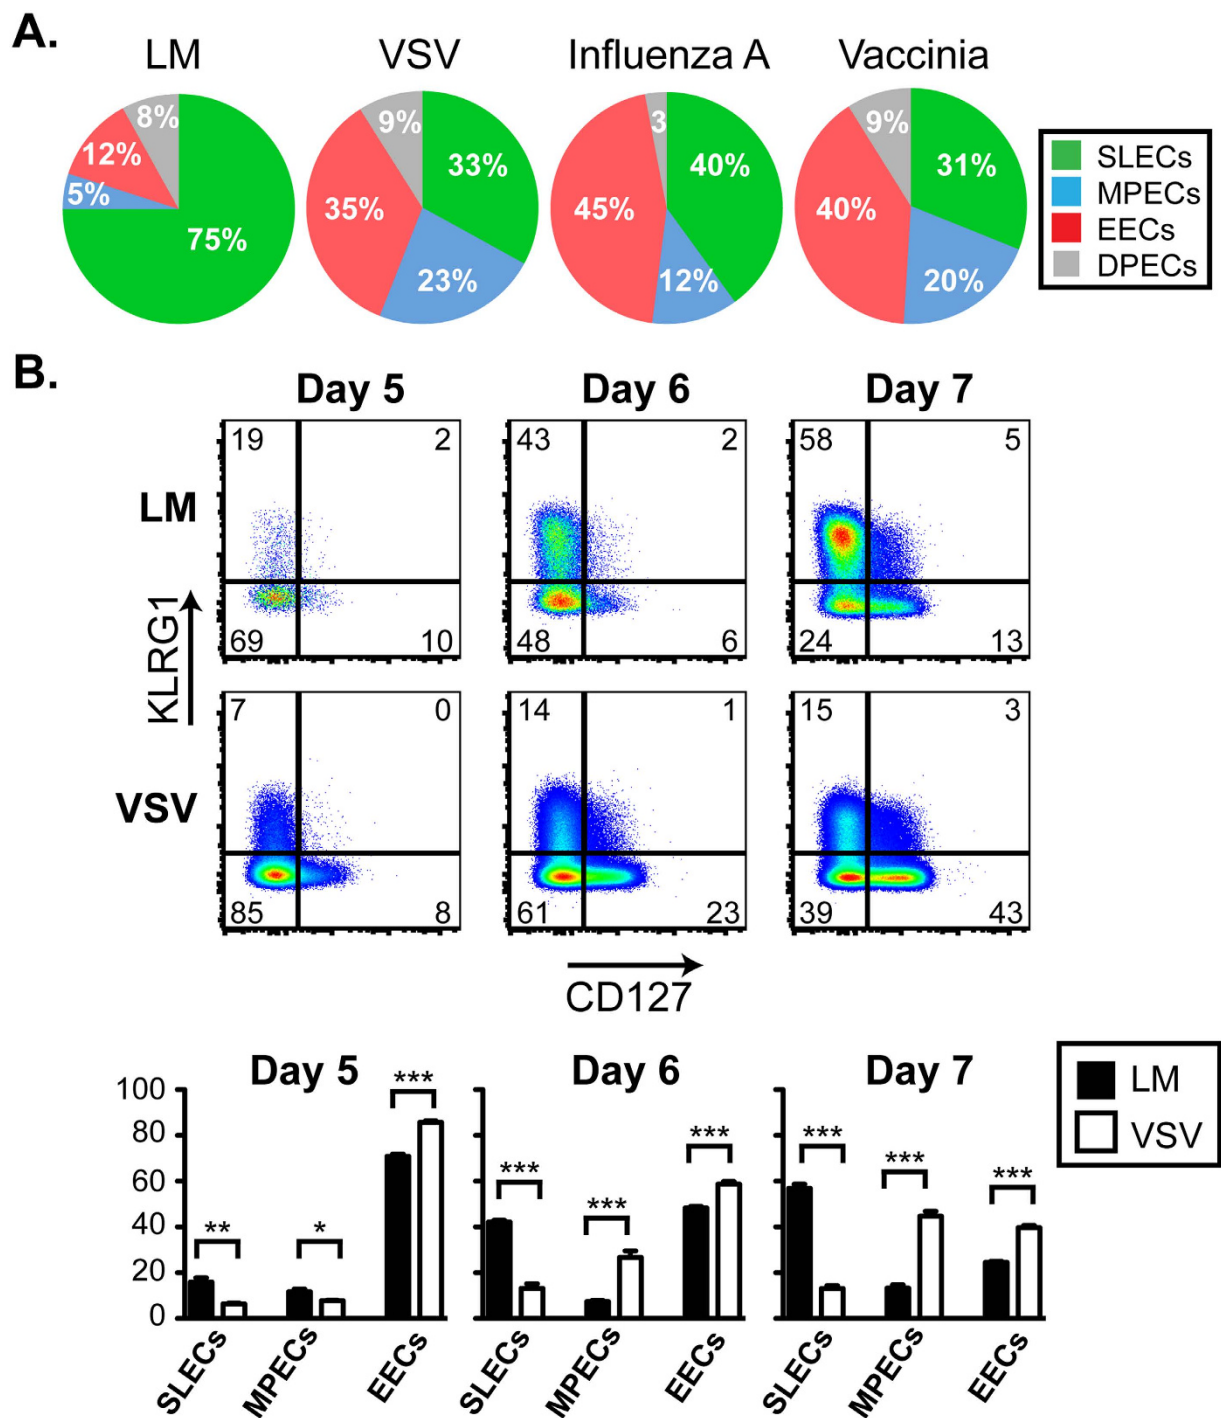 A.
LM VSV Influenza A Vaccinia
8% 12% 5% 75%
9% 33% 35% 23%
3 40% 45% 12%
9% 31% 40% 20%
SLECs
MPECs
EECs
DPECs
B.
Day 5 Day 6 Day 7
LM
19 2
69 10
43 2
48 6
58 5
24 13
KLRG1
VSV
7 0
85 8
14 1
61 23
15 3
39 43
CD127
Day 5 Day 6 Day 7
LM
VSV
100
80
60
40
20
0
** * ***
*** *** ***
*** *** ***
SLECs MPECs EECs
SLECs MPECs EECs
SLECs MPECs EECs